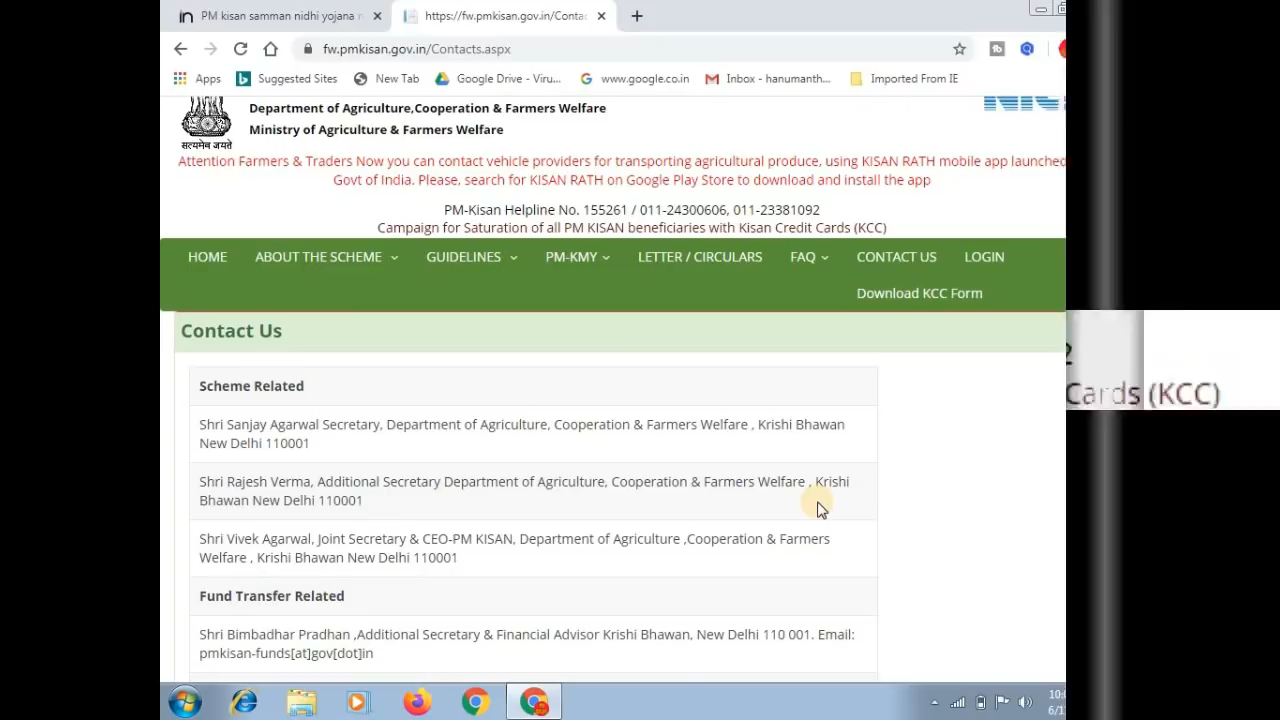 PM kisan samman nidhi yojana
https://fw.pmkisan.gov.in/Conta
fw.pmkisan.gov.in/Contacts.aspx
Apps
Suggested Sites
New Tab
Google Drive - Viru...
www.google.co.in
Inbox - hanumanth...
Imported From IE
सत्यमेव जयते
Department of Agriculture,Cooperation & Farmers Welfare
Ministry of Agriculture & Farmers Welfare
Attention Farmers & Traders Now you can contact vehicle providers for transporting agricultural produce, using KISAN RATH mobile app launched
Govt of India. Please, search for KISAN RATH on Google Play Store to download and install the app
PM-Kisan Helpline No. 155261 / 011-24300606, 011-23381092
Campaign for Saturation of all PM KISAN beneficiaries with Kisan Credit Cards (KCC)
HOME ABOUT THE SCHEME GUIDELINES PM-KMY LETTER / CIRCULARS FAQ CONTACT US LOGIN
Download KCC Form
Contact Us
Scheme Related
Shri Sanjay Agarwal Secretary, Department of Agriculture, Cooperation & Farmers Welfare , Krishi Bhawan
New Delhi 110001
Shri Rajesh Verma, Additional Secretary Department of Agriculture, Cooperation & Farmers Welfare , Krishi
Bhawan New Delhi 110001
Shri Vivek Agarwal, Joint Secretary & CEO-PM KISAN, Department of Agriculture ,Cooperation & Farmers
Welfare , Krishi Bhawan New Delhi 110001
Fund Transfer Related
Shri Bimbadhar Pradhan ,Additional Secretary & Financial Advisor Krishi Bhawan, New Delhi 110 001. Email:
pmkisan-funds[at]gov[dot]in
Cards (KCC)